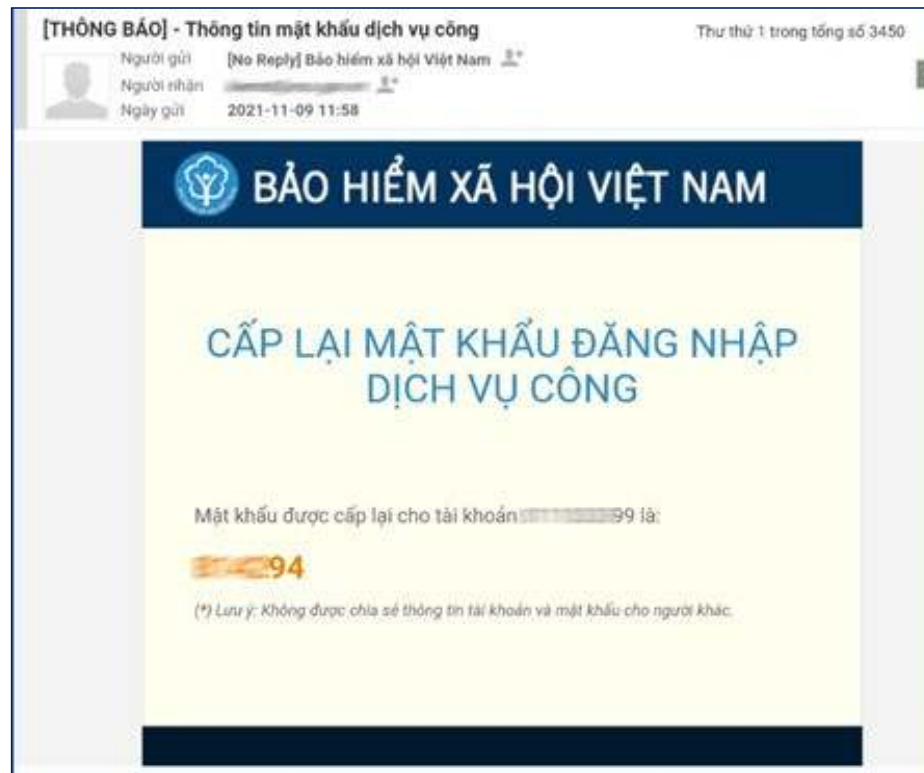 [THÔNG BÁO] - Thông tin mật khẩu dịch vụ công
Thư thứ 1 trong tổng số 3450
Người gửi [No Reply] Bảo hiểm xã hội Việt Nam
Người nhận
Ngày gửi 2021-11-09 11:58
BẢO HIỂM XÃ HỘI VIỆT NAM
CẤP LẠI MẬT KHẨU ĐĂNG NHẬP
DỊCH VỤ CÔNG
Mật khẩu được cấp lại cho tài khoản 99 là:
94
(*) Lưu ý: Không được chia sẻ thông tin tài khoản và mật khẩu cho người khác.